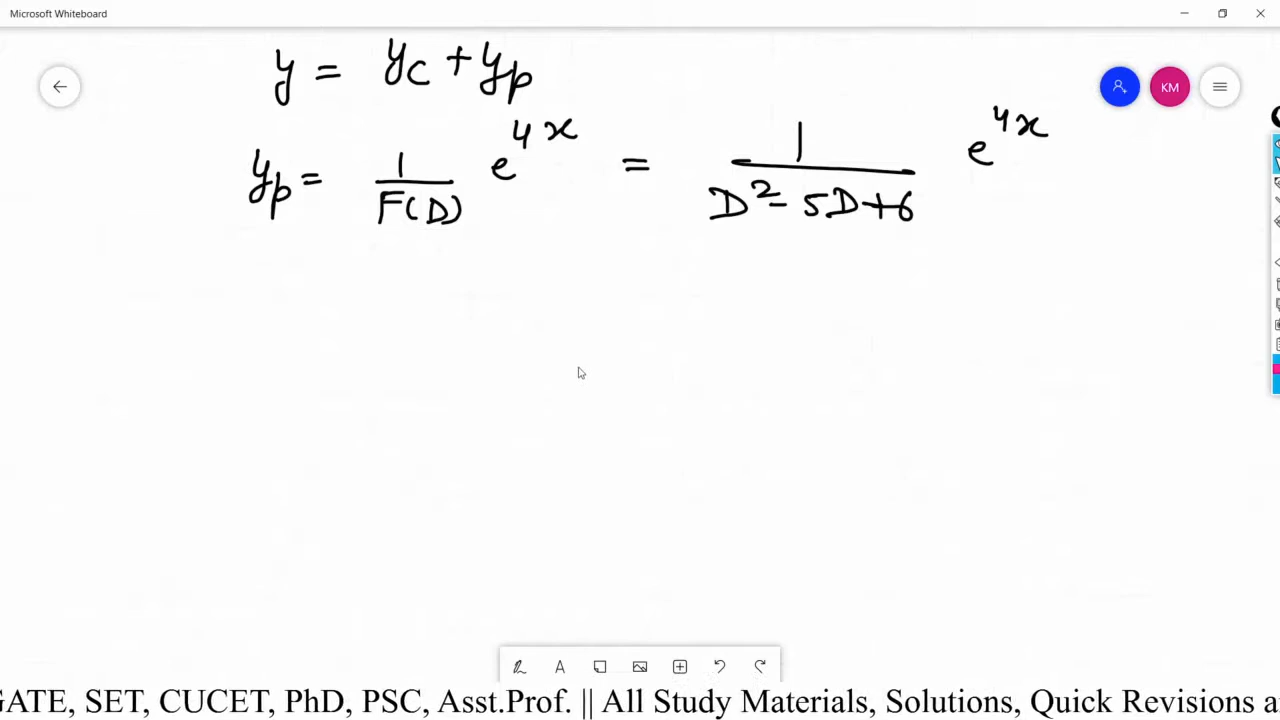 Microsoft Whiteboard
y = yc + yp
KM
yp = 1/F(D) e^4x = 1/(D² - 5D + 6) e^4x
GATE, SET, CUCET, PhD, PSC, Asst.Prof. || All Study Materials, Solutions, Quick Revisions a